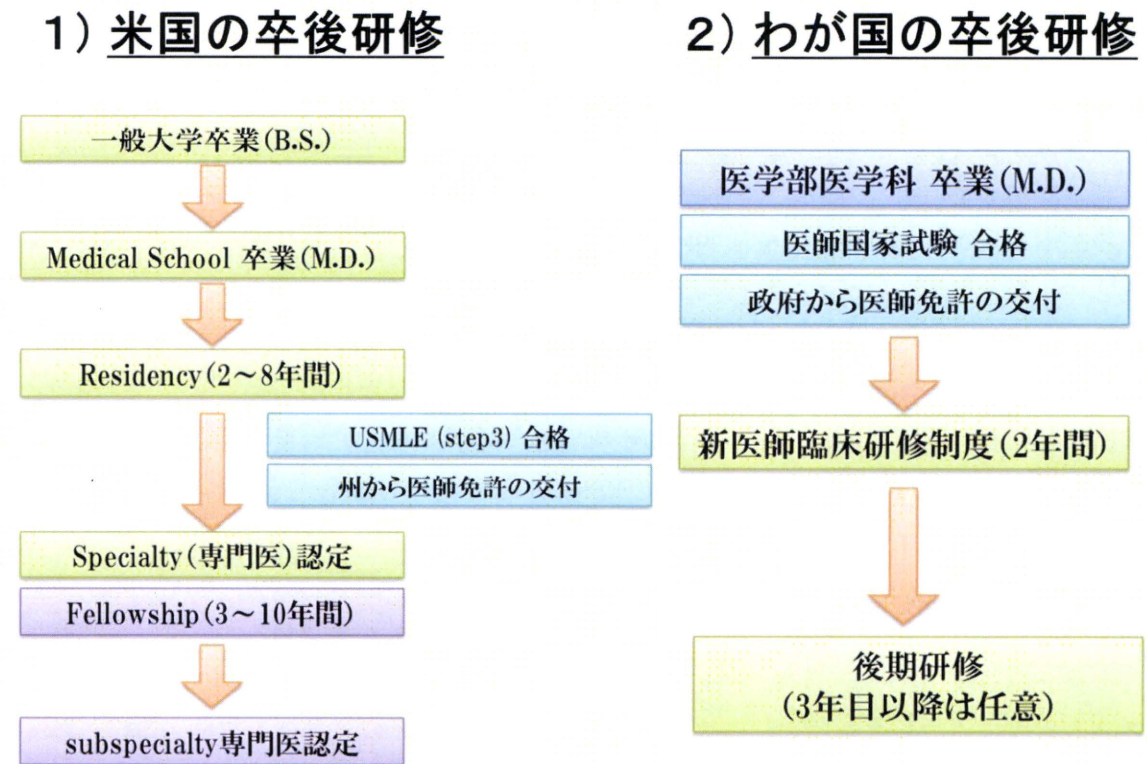 1）米国の卒後研修
一般大学卒業（B.S.）
Medical School 卒業（M.D.）
Residency（2～8年間）
USMLE (step3) 合格
州から医師免許の交付
Specialty（専門医）認定
Fellowship（3～10年間）
subspecialty専門医認定
2）わが国の卒後研修
医学部医学科 卒業（M.D.）
医師国家試験 合格
政府から医師免許の交付
新医師臨床研修制度（2年間）
後期研修
（3年目以降は任意）